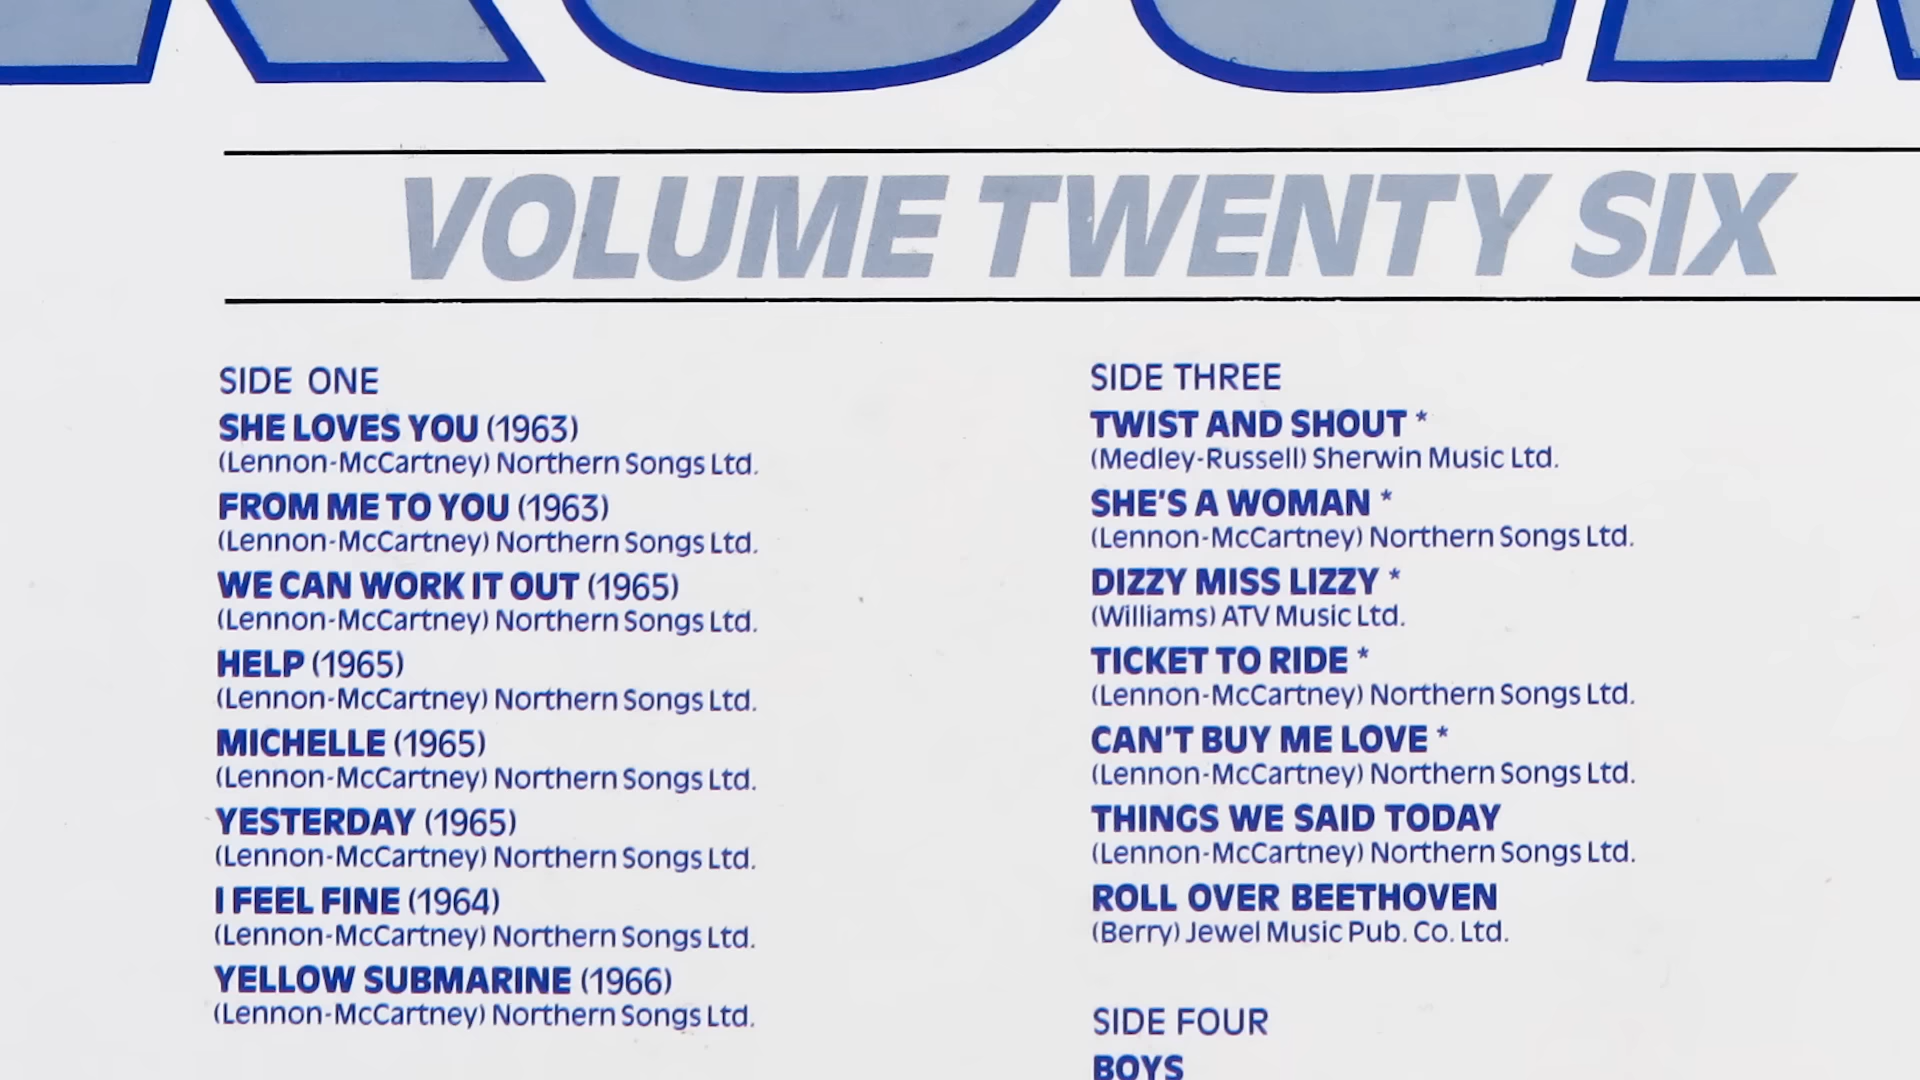 VOLUME TWENTY SIX
SIDE ONE
SHE LOVES YOU (1963)
(Lennon-McCartney) Northern Songs Ltd.
FROM ME TO YOU (1963)
(Lennon-McCartney) Northern Songs Ltd.
WE CAN WORK IT OUT (1965)
(Lennon-McCartney) Northern Songs Ltd.
HELP (1965)
(Lennon-McCartney) Northern Songs Ltd.
MICHELLE (1965)
(Lennon-McCartney) Northern Songs Ltd.
YESTERDAY (1965)
(Lennon-McCartney) Northern Songs Ltd.
I FEEL FINE (1964)
(Lennon-McCartney) Northern Songs Ltd.
YELLOW SUBMARINE (1966)
(Lennon-McCartney) Northern Songs Ltd.
SIDE THREE
TWIST AND SHOUT *
(Medley-Russell) Sherwin Music Ltd.
SHE'S A WOMAN *
(Lennon-McCartney) Northern Songs Ltd.
DIZZY MISS LIZZY *
(Williams) ATV Music Ltd.
TICKET TO RIDE *
(Lennon-McCartney) Northern Songs Ltd.
CAN'T BUY ME LOVE *
(Lennon-McCartney) Northern Songs Ltd.
THINGS WE SAID TODAY
(Lennon-McCartney) Northern Songs Ltd.
ROLL OVER BEETHOVEN
(Berry) Jewel Music Pub. Co. Ltd.
SIDE FOUR
BOYS